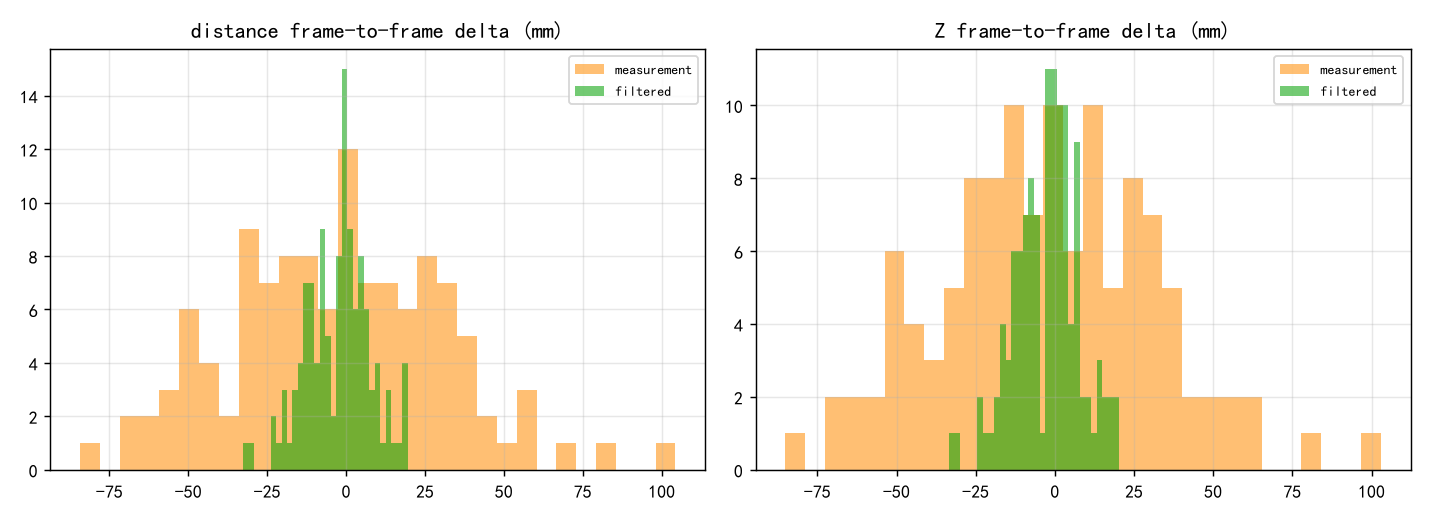 distance frame-to-frame delta (mm)
measurement
filtered
14
12
10
8
6
4
2
0
−75 −50 −25 0 25 50 75 100
Z frame-to-frame delta (mm)
measurement
filtered
10
8
6
4
2
0
−75 −50 −25 0 25 50 75 100